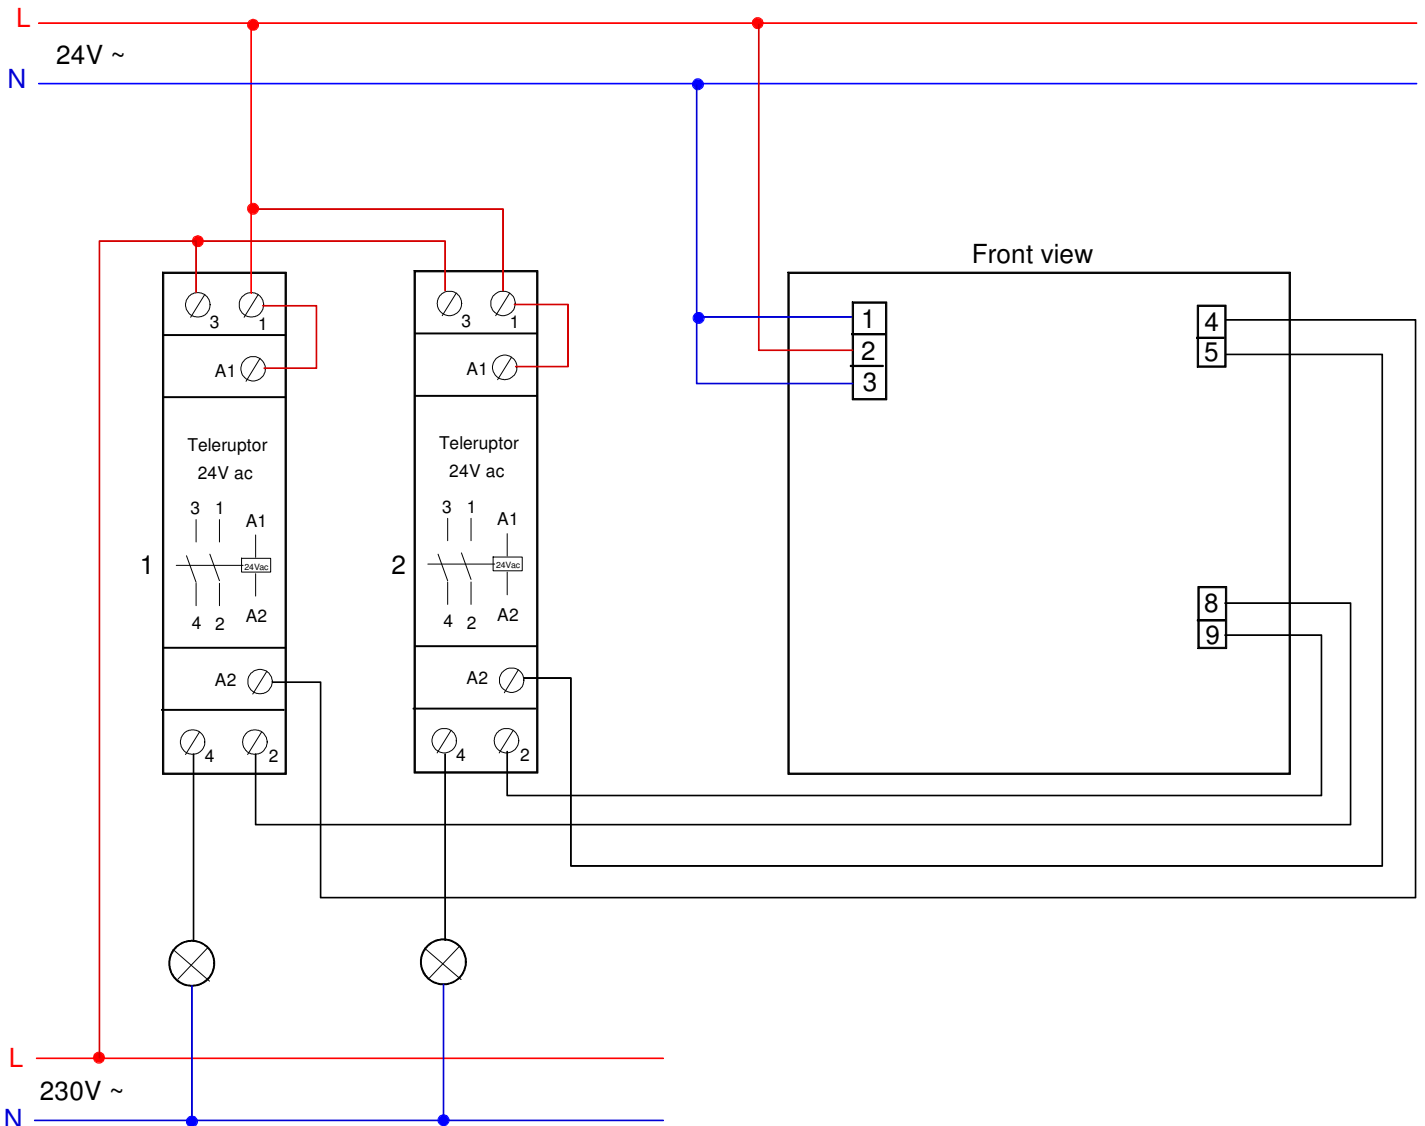 L
24V ~
N
Front view
3
1
3
1
1
2
3
4
5
A1
A1
Teleruptor
24V ac
Teleruptor
24V ac
3 1
A1
3 1
A1
1
24Vac
2
24Vac
4 2
A2
4 2
A2
8
9
A2
A2
4
2
4
2
L
230V ~
N